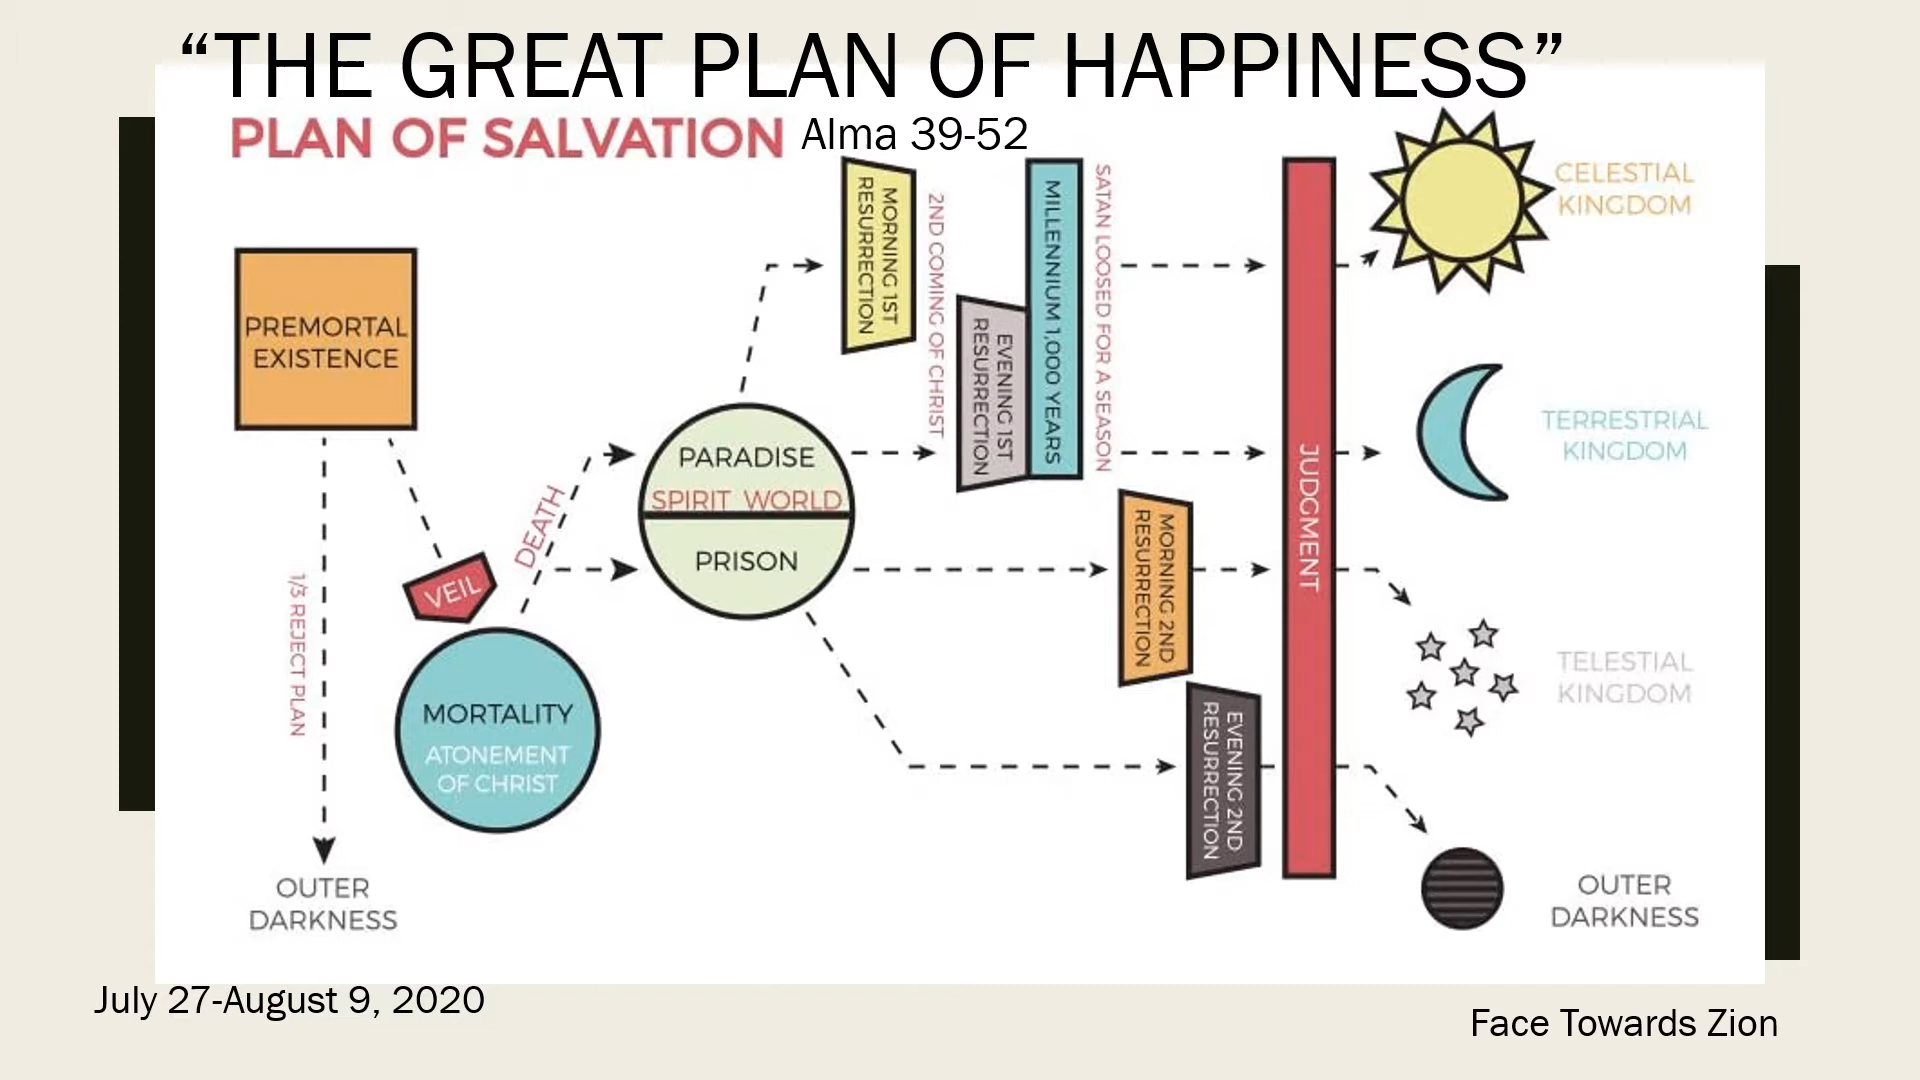 “THE GREAT PLAN OF HAPPINESS”
PLAN OF SALVATION
Alma 39-52
PREMORTAL
EXISTENCE
1/3 REJECT PLAN
OUTER
DARKNESS
VEIL
MORTALITY
ATONEMENT
OF CHRIST
DEATH
PARADISE
SPIRIT WORLD
PRISON
MORNING 1ST
RESURRECTION
2ND COMING OF CHRIST
EVENING 1ST
RESURRECTION
MILLENNIUM 1,000 YEARS
SATAN LOOSED FOR A SEASON
MORNING 2ND
RESURRECTION
EVENING 2ND
RESURRECTION
JUDGMENT
CELESTIAL
KINGDOM
TERRESTRIAL
KINGDOM
TELESTIAL
KINGDOM
OUTER
DARKNESS
July 27-August 9, 2020
Face Towards Zion